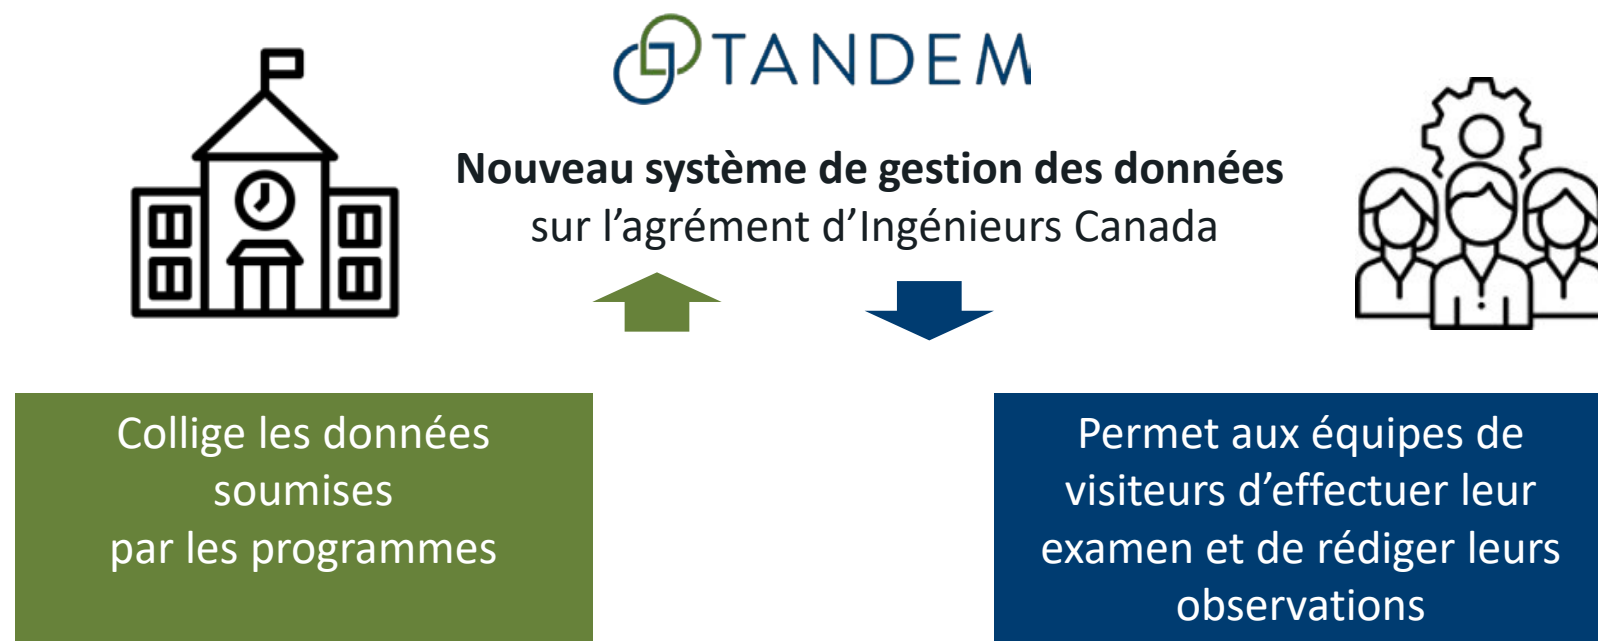 TANDEM
Nouveau système de gestion des données
sur l’agrément d’Ingénieurs Canada
Collige les données
soumises
par les programmes
Permet aux équipes de
visiteurs d’effectuer leur
examen et de rédiger leurs
observations